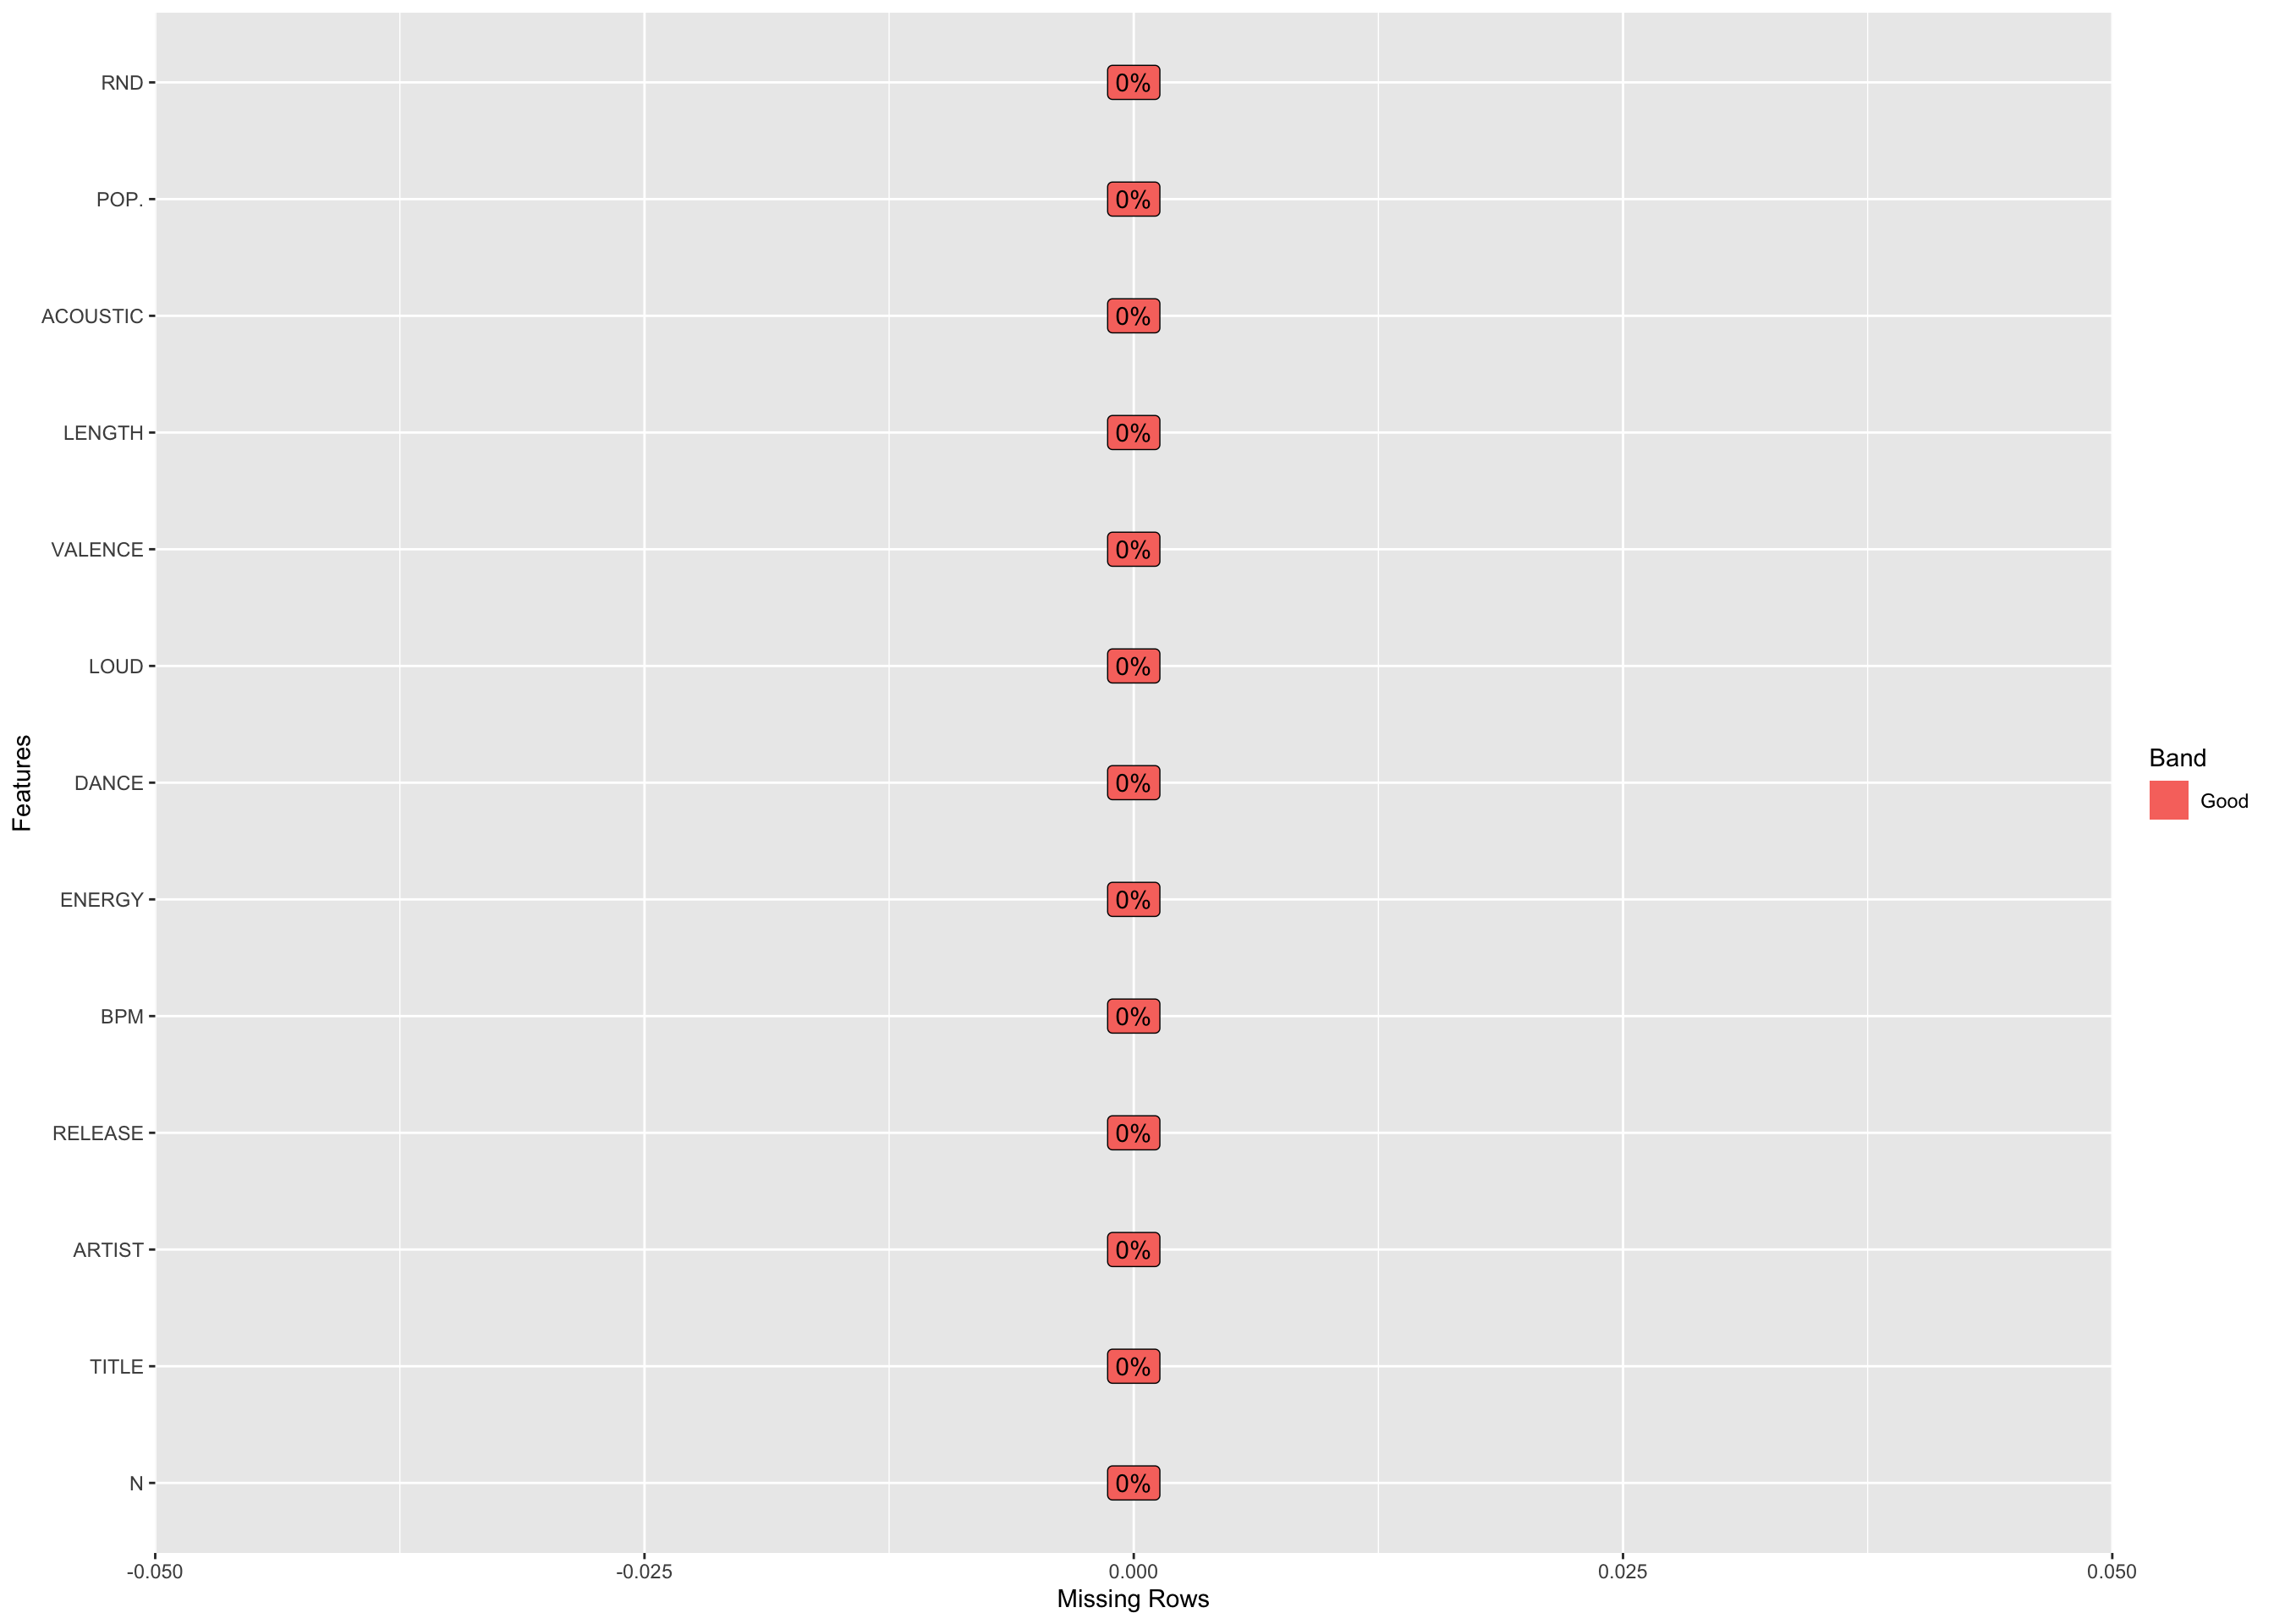 RND 0%
POP. 0%
ACOUSTIC 0%
LENGTH 0%
VALENCE 0%
LOUD 0%
DANCE 0%
ENERGY 0%
BPM 0%
RELEASE 0%
ARTIST 0%
TITLE 0%
N 0%
-0.050 -0.025 0.000 0.025 0.050
Missing Rows
Features
Band
Good